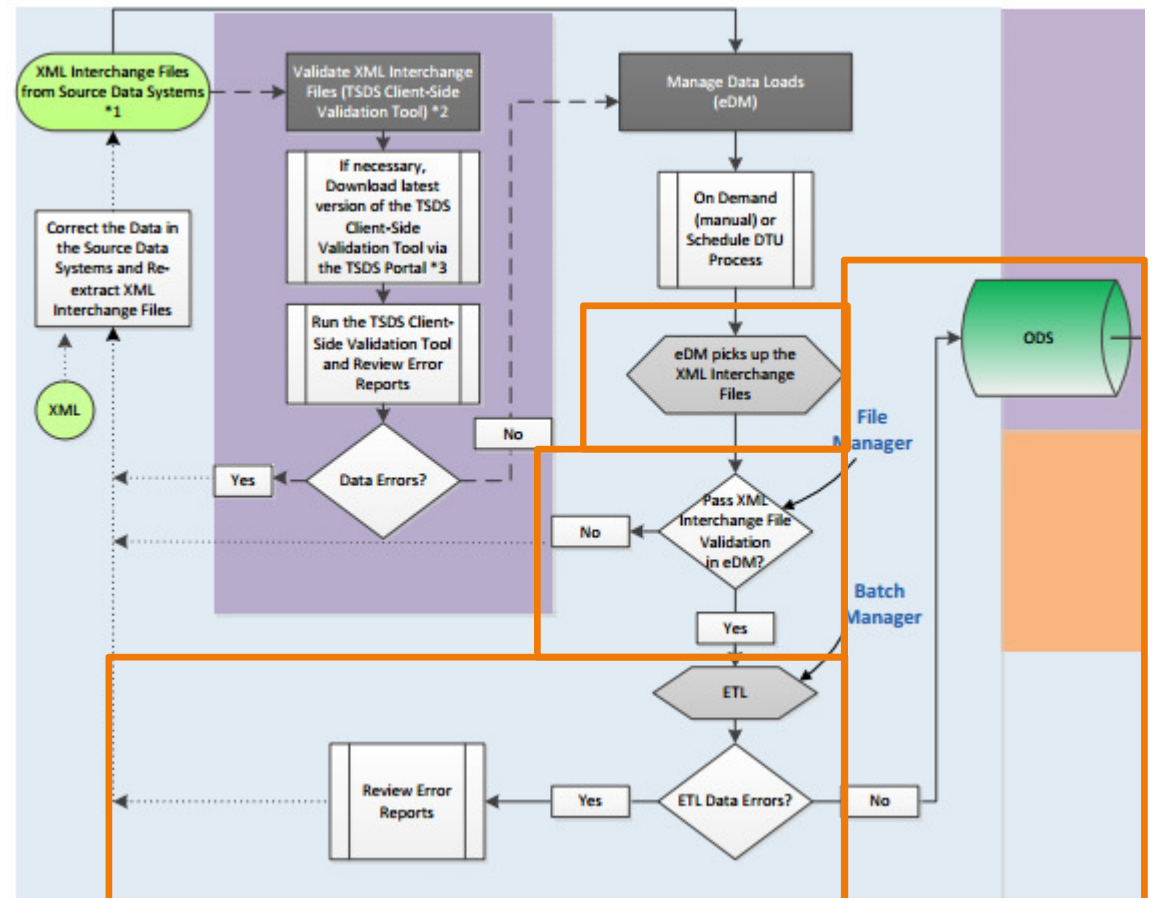 XML Interchange Files
from Source Data Systems
*1
Validate XML Interchange
Files (TSDS Client-Side
Validation Tool) *2
Manage Data Loads
(eDM)
If necessary,
Download latest
version of the TSDS
Client-Side
Validation Tool via
the TSDS Portal *3
On Demand
(manual) or
Schedule DTU
Process
Correct the Data in
the Source Data
Systems and Re-
extract XML
Interchange Files
Run the TSDS Client-
Side Validation Tool
and Review Error
Reports
eDM picks up the
XML Interchange
Files
ODS
XML
File
Manager
No
Data Errors?
Yes
Pass XML
Interchange File
Validation
in eDM?
No
Batch
Manager
Yes
ETL
Review Error
Reports
Yes
ETL Data Errors?
No